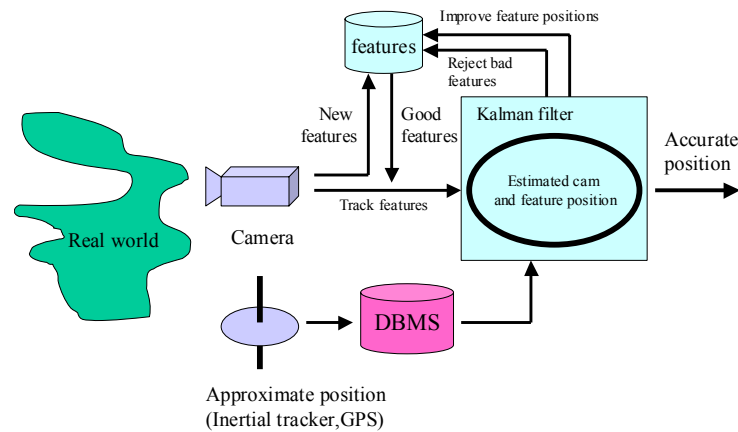 Improve feature positions
features
Reject bad
features
New
features
Good
features
Kalman filter
Accurate
position
Estimated cam
and feature position
Track features
Real world
Camera
DBMS
Approximate position
(Inertial tracker,GPS)